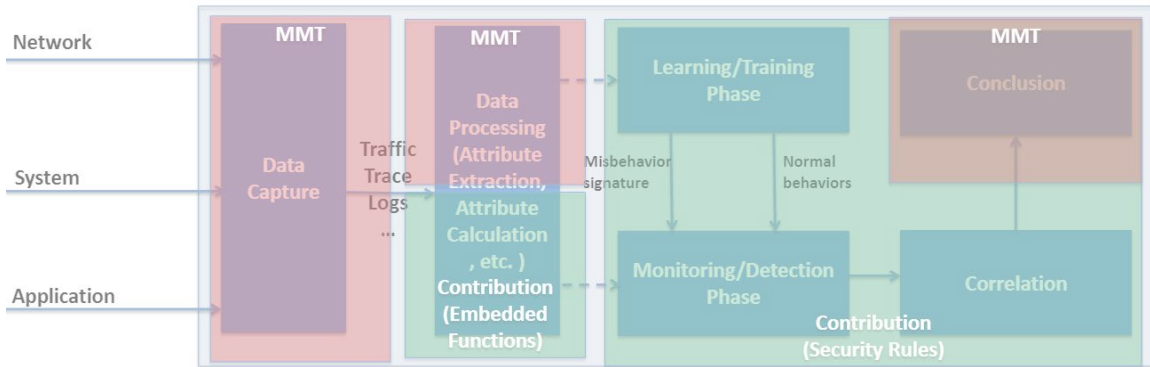 Network
System
Application
MMT
Data
Capture
Traffic
Trace
Logs
...
MMT
Data
Processing
(Attribute
Extraction,
Attribute
Calculation
, etc. )
Contribution
(Embedded
Functions)
Learning/Training
Phase
Misbehavior
signature
Normal
behaviors
Monitoring/Detection
Phase
Contribution
(Security Rules)
MMT
Conclusion
Correlation